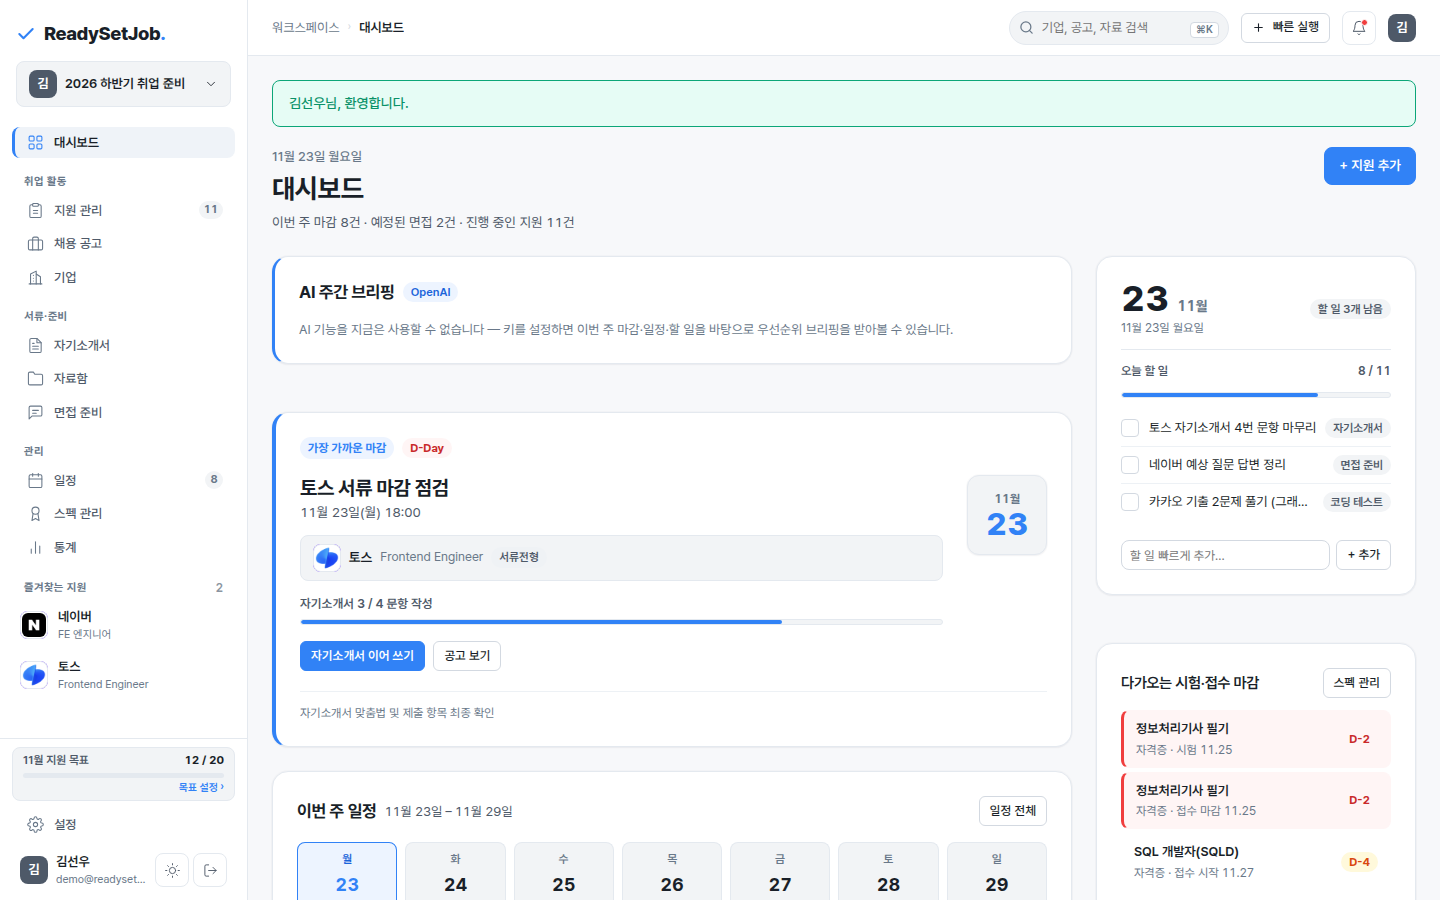 ReadySetJob.
김 2026 하반기 취업 준비
대시보드
취업 활동
지원 관리 11
채용 공고
기업
서류·준비
자기소개서
자료함
면접 준비
관리
일정 8
스펙 관리
통계
즐겨찾는 지원 2
네이버
FE 엔지니어
토스
Frontend Engineer
11월 지원 목표 12 / 20
목표 설정 ›
설정
김 김선우
demo@readyset...
워크스페이스 › 대시보드
기업, 공고, 자료 검색 ⌘K
+ 빠른 실행
김
김선우님, 환영합니다.
11월 23일 월요일
대시보드
이번 주 마감 8건 · 예정된 면접 2건 · 진행 중인 지원 11건
+ 지원 추가
AI 주간 브리핑 OpenAI
AI 기능을 지금은 사용할 수 없습니다 — 키를 설정하면 이번 주 마감·일정·할 일을 바탕으로 우선순위 브리핑을 받아볼 수 있습니다.
가장 가까운 마감 D-Day
토스 서류 마감 점검
11월 23일(월) 18:00
11월
23
토스 Frontend Engineer 서류전형
자기소개서 3 / 4 문항 작성
자기소개서 이어 쓰기 공고 보기
자기소개서 맞춤법 및 제출 항목 최종 확인
이번 주 일정 11월 23일 – 11월 29일 일정 전체
월 화 수 목 금 토 일
23 24 25 26 27 28 29
23 11월
11월 23일 월요일
할 일 3개 남음
오늘 할 일 8 / 11
토스 자기소개서 4번 문항 마무리 자기소개서
네이버 예상 질문 답변 정리 면접 준비
카카오 기출 2문제 풀기 (그래... 코딩 테스트
할 일 빠르게 추가... + 추가
다가오는 시험·접수 마감 스펙 관리
정보처리기사 필기
자격증 · 시험 11.25
D-2
정보처리기사 필기
자격증 · 접수 마감 11.25
D-2
SQL 개발자(SQLD)
자격증 · 접수 시작 11.27
D-4